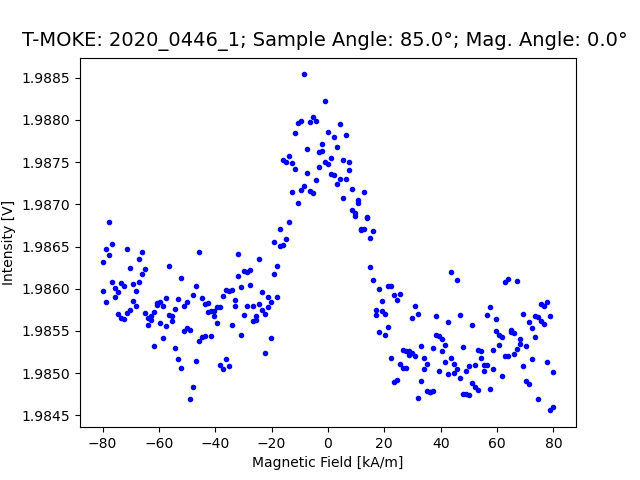 T-MOKE: 2020_0446_1; Sample Angle: 85.0°; Mag. Angle: 0.0°
1.9885
1.9880
1.9875
1.9870
1.9865
1.9860
1.9855
1.9850
1.9845
Intensity [V]
−80 −60 −40 −20 0 20 40 60 80
Magnetic Field [kA/m]